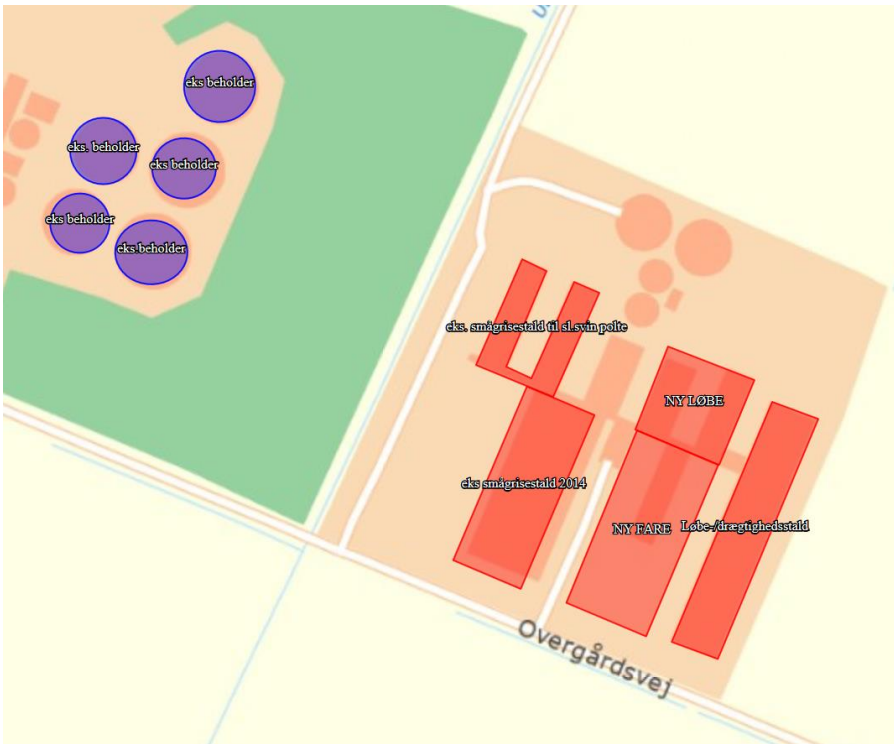 eks beholder
eks. beholder
eks beholder
eks beholder
eks.beholder
eks. smågrisestald til sl.svin polte
NY LØBE
eks smågrisestald 2014
NY FARE
Løbe-/drægtighedsstald
Overgårdsvej